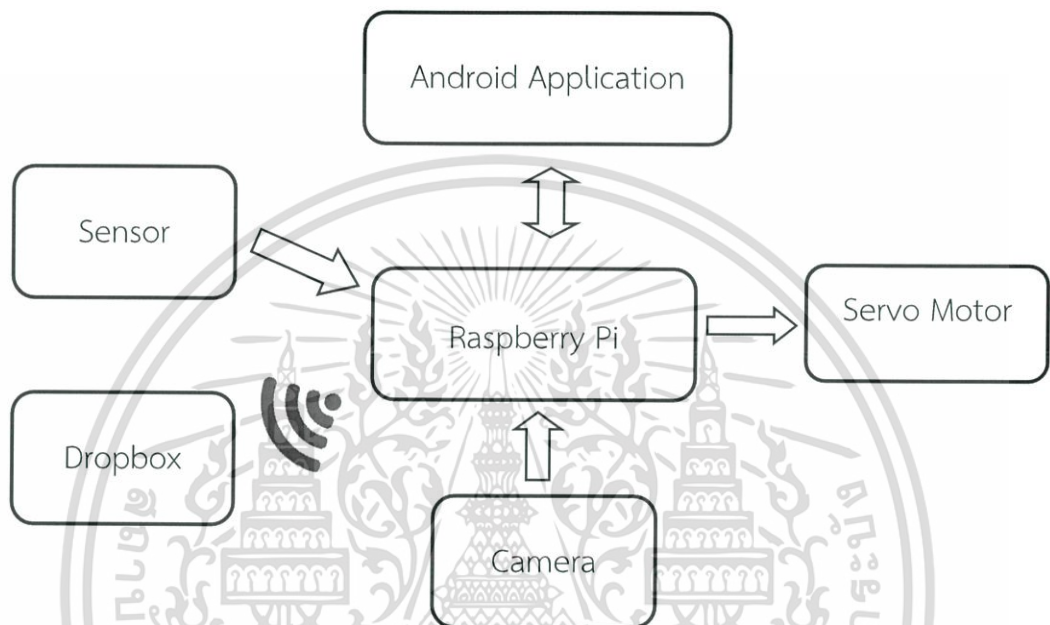 Android Application
Sensor
Servo Motor
Raspberry Pi
Dropbox
Camera